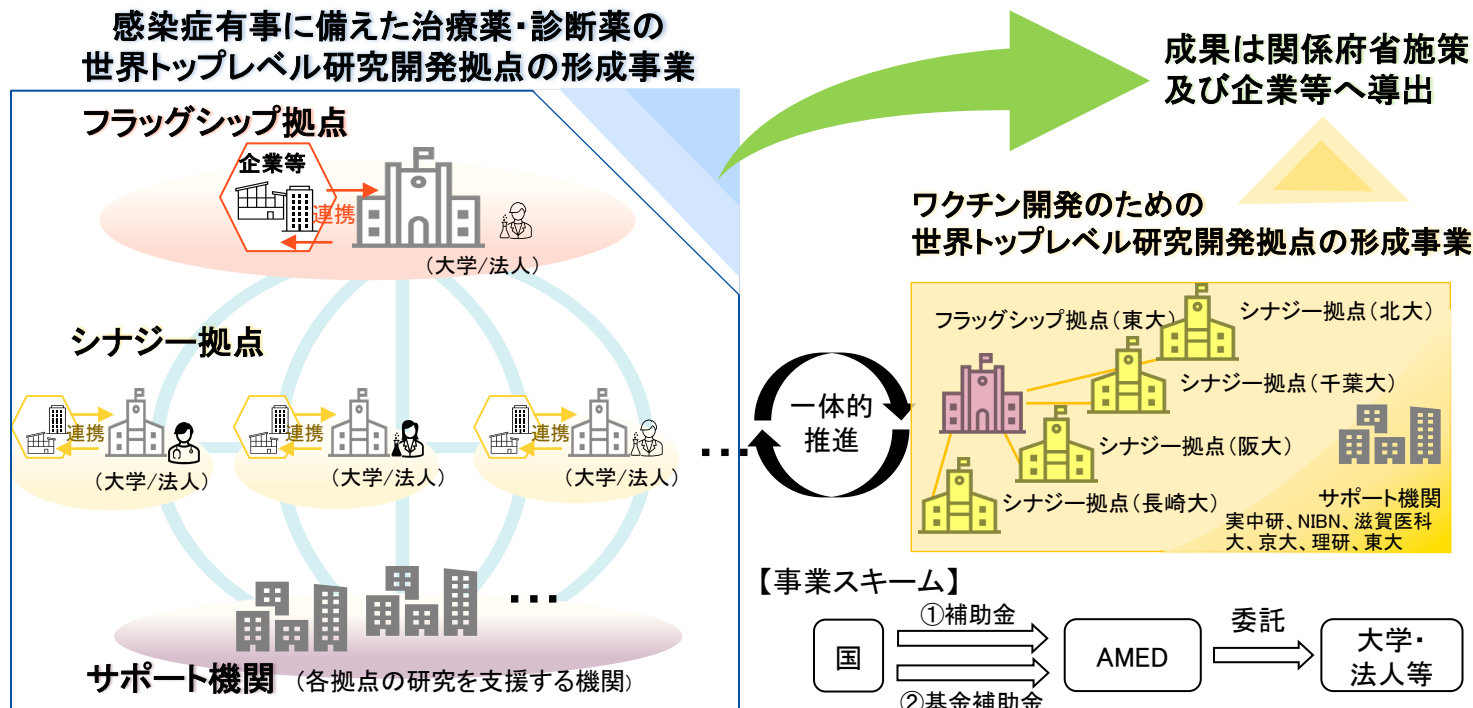 感染症有事に備えた治療薬・診断薬の
世界トップレベル研究開発拠点の形成事業
フラッグシップ拠点
企業等
連携
（大学/法人）
シナジー拠点
連携
（大学/法人）
連携
（大学/法人）
連携
（大学/法人）
…
…
サポート機関（各拠点の研究を支援する機関）
一体的
推進
成果は関係府省施策
及び企業等へ導出
ワクチン開発のための
世界トップレベル研究開発拠点の形成事業
フラッグシップ拠点（東大）
シナジー拠点（北大）
シナジー拠点（千葉大）
シナジー拠点（阪大）
シナジー拠点（長崎大）
サポート機関
実中研、NIBN、滋賀医科
大、京大、理研、東大
【事業スキーム】
国
①補助金
②基金補助金
AMED
委託
大学・
法人等